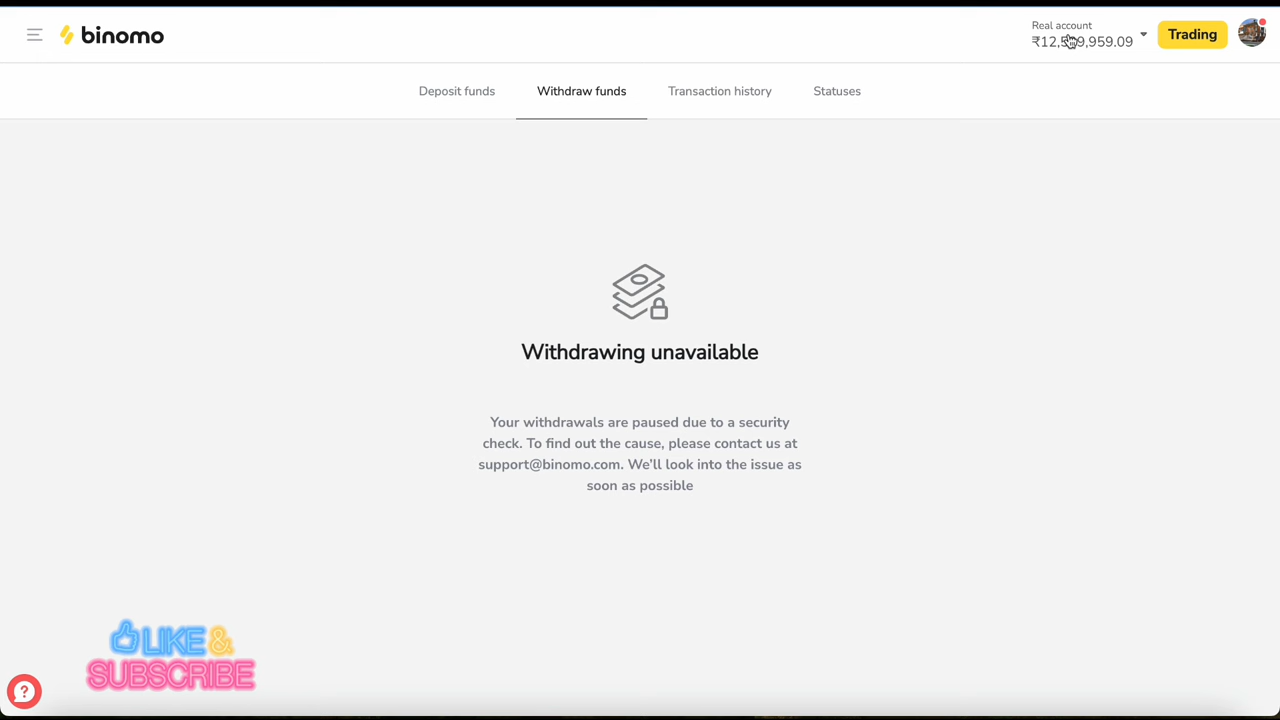 binomo
Real account
Trading
Deposit funds
Withdraw funds
Transaction history
Statuses
Withdrawing unavailable
Your withdrawals are paused due to a security
check. To find out the cause, please contact us at
support@binomo.com. We'll look into the issue as
soon as possible
LIKE &
SUBSCRIBE
?